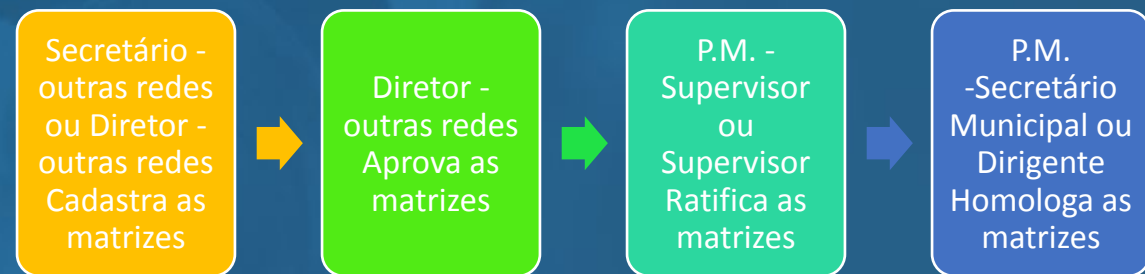 Secretário -
outras redes
ou Diretor -
outras redes
Cadastra as
matrizes
Diretor -
outras redes
Aprova as
matrizes
P.M. -
Supervisor
ou
Supervisor
Ratifica as
matrizes
P.M.
-Secretário
Municipal ou
Dirigente
Homologa as
matrizes